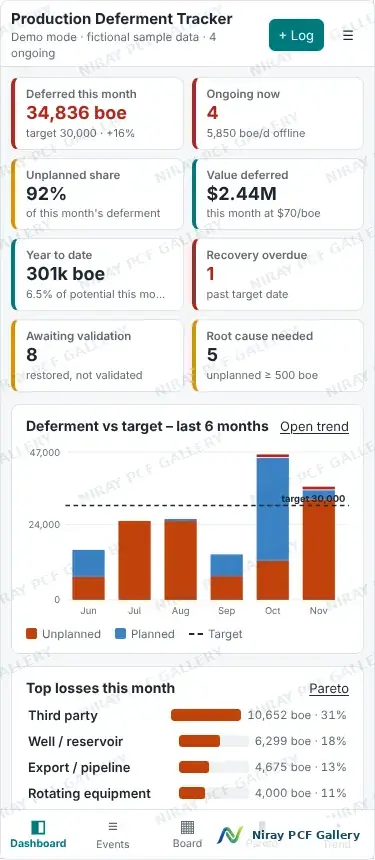 Production Deferment Tracker
Demo mode · fictional sample data · 4
ongoing
+ Log
Deferred this month
34,836 boe
target 30,000 · +16%
Ongoing now
4
5,850 boe/d offline
Unplanned share
92%
of this month's deferment
Value deferred
$2.44M
this month at $70/boe
Year to date
301k boe
6.5% of potential this mo...
Recovery overdue
1
past target date
Awaiting validation
8
restored, not validated
Root cause needed
5
unplanned ≥ 500 boe
Deferment vs target – last 6 months
Open trend
47,000
24,000
0
target 30,000
Jun Jul Aug Sep Oct Nov
Unplanned Planned Target
Top losses this month
Pareto
Third party 10,652 boe · 31%
Well / reservoir 6,299 boe · 18%
Export / pipeline 4,675 boe · 13%
Rotating equipment 4,000 boe · 11%
Dashboard Events Board Pareto Trend
Niray PCF Gallery
NIRAY PCF GALLERY